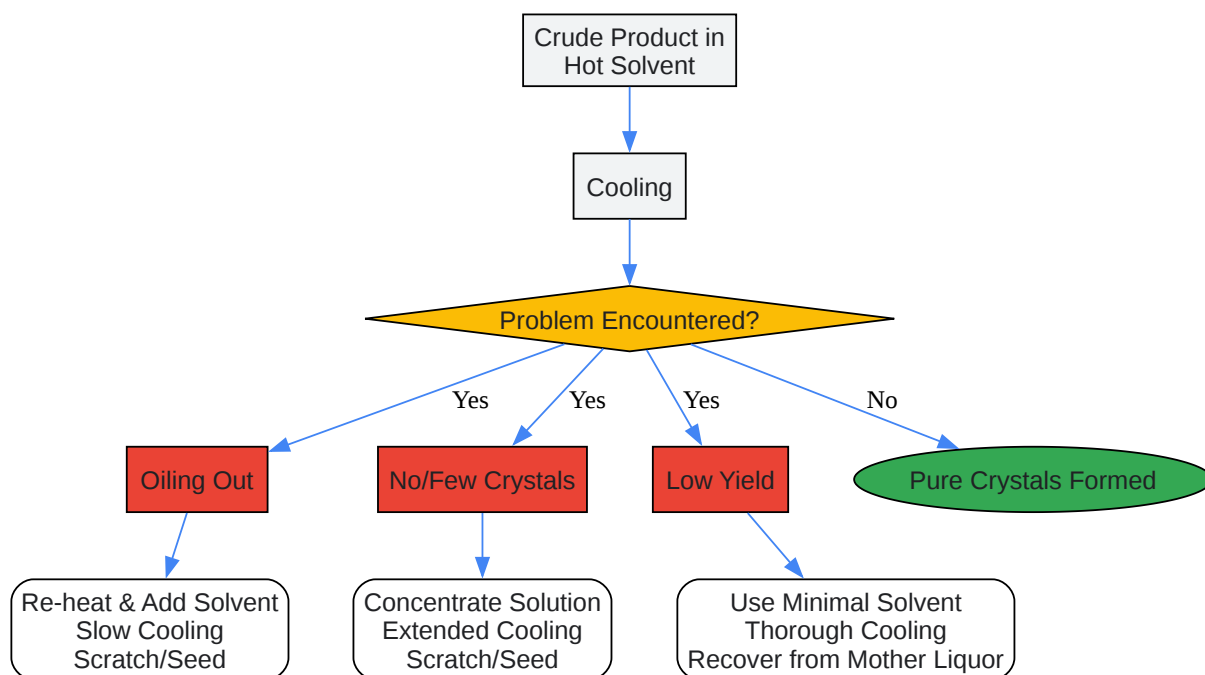 Crude Product in
Hot Solvent
Cooling
Problem Encountered?
Yes
Yes
Yes
No
Oiling Out
No/Few Crystals
Low Yield
Pure Crystals Formed
Re-heat & Add Solvent
Slow Cooling
Scratch/Seed
Concentrate Solution
Extended Cooling
Scratch/Seed
Use Minimal Solvent
Thorough Cooling
Recover from Mother Liquor